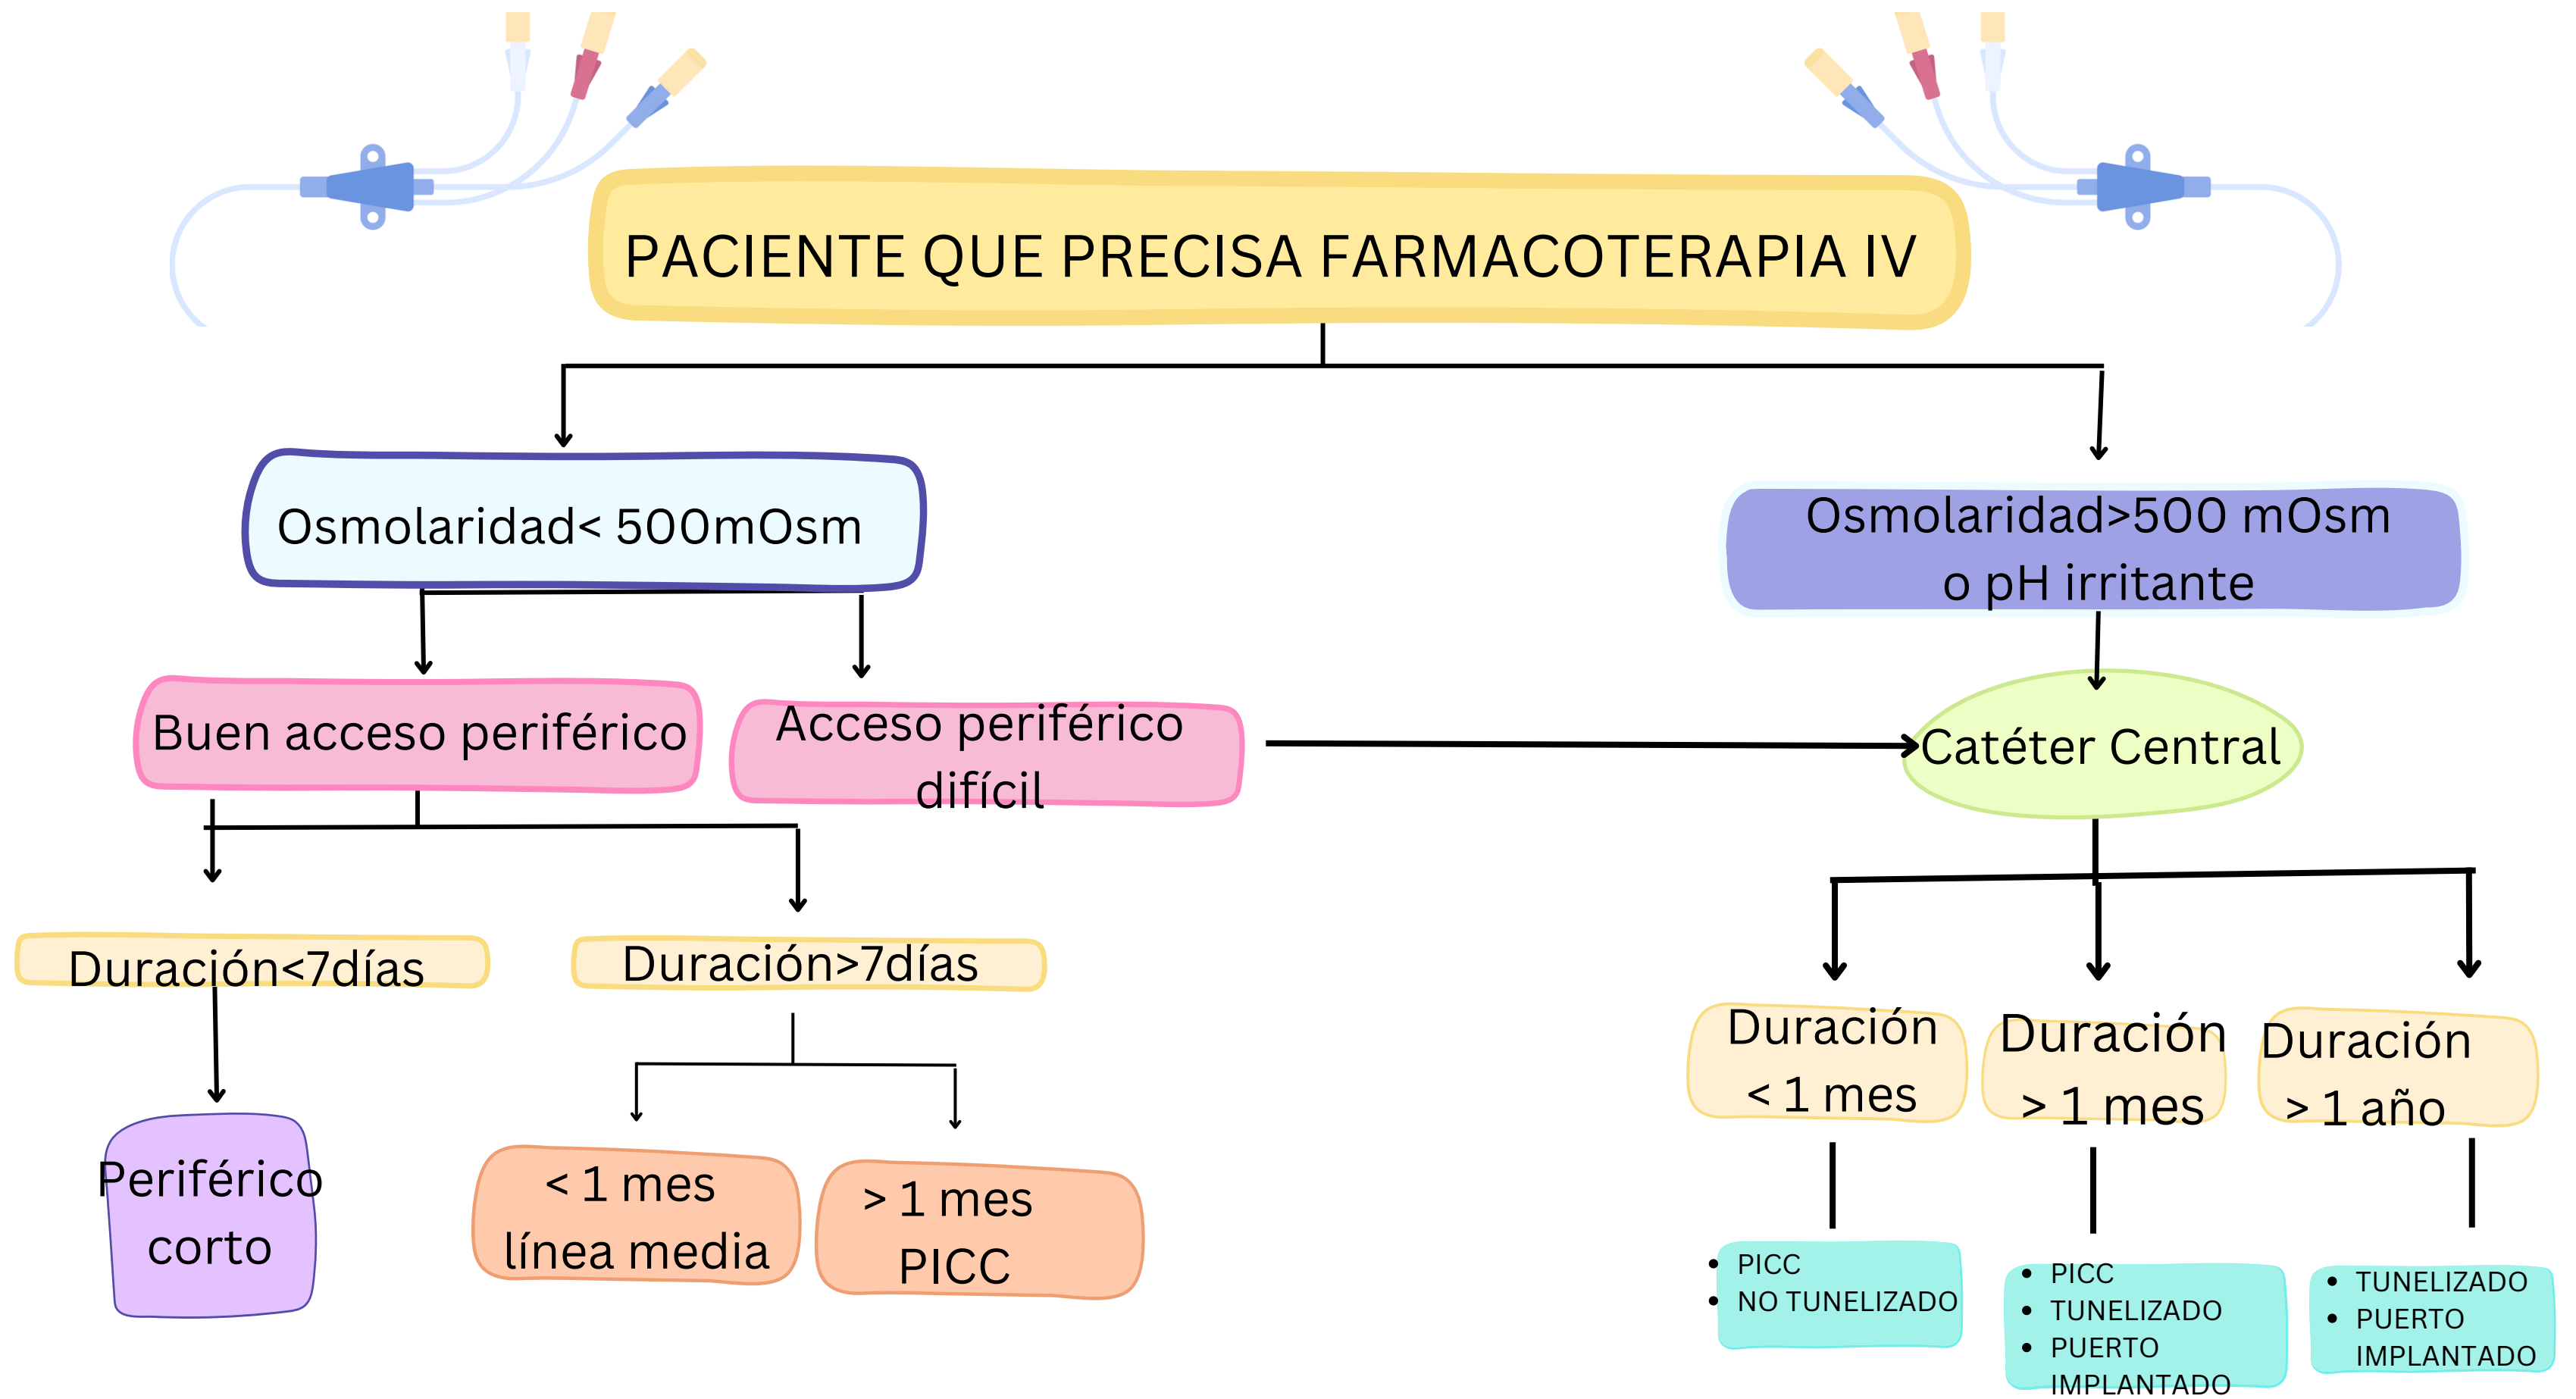 PACIENTE QUE PRECISA FARMACOTERAPIA IV
Osmolaridad< 500mOsm
Osmolaridad>500 mOsm
o pH irritante
Buen acceso periférico
Acceso periférico
difícil
Catéter Central
Duración<7días
Duración>7días
Duración
< 1 mes
Duración
> 1 mes
Duración
> 1 año
Periférico
corto
< 1 mes
línea media
> 1 mes
PICC
• PICC
• NO TUNELIZADO
• PICC
• TUNELIZADO
• PUERTO
IMPLANTADO
• TUNELIZADO
• PUERTO
IMPLANTADO